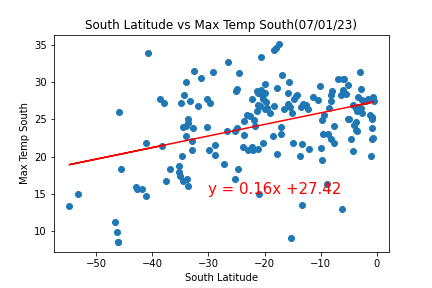 South Latitude vs Max Temp South(07/01/23)
Max Temp South
35
30
25
20
15
10
y = 0.16x +27.42
−50 −40 −30 −20 −10 0
South Latitude